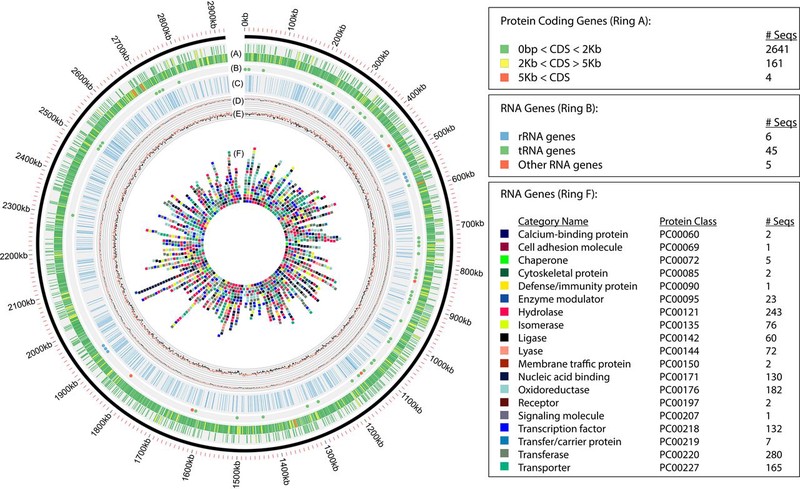 0kbp
100kb
200kb
300kb
400kb
500kb
600kb
700kb
800kb
900kb
1000kb
1100kb
1200kb
1300kb
1400kb
1500kb
1600kb
1700kb
1800kb
1900kb
2000kb
2100kb
2200kb
2300kb
2400kb
2500kb
2600kb
2700kb
2800kb
2900kb
(A)
(B)
(C)
(D)
(E)
(F)
Protein Coding Genes (Ring A):
# Seqs
0bp < CDS < 2Kb 2641
2Kb < CDS > 5Kb 161
5Kb < CDS 4
RNA Genes (Ring B):
# Seqs
rRNA genes 6
tRNA genes 45
Other RNA genes 5
RNA Genes (Ring F):
Category Name Protein Class # Seqs
Calcium-binding protein PC00060 2
Cell adhesion molecule PC00069 1
Chaperone PC00072 5
Cytoskeletal protein PC00085 2
Defense/immunity protein PC00090 1
Enzyme modulator PC00095 23
Hydrolase PC00121 243
Isomerase PC00135 76
Ligase PC00142 60
Lyase PC00144 72
Membrane traffic protein PC00150 2
Nucleic acid binding PC00171 130
Oxidoreductase PC00176 182
Receptor PC00197 2
Signaling molecule PC00207 1
Transcription factor PC00218 132
Transfer/carrier protein PC00219 7
Transferase PC00220 280
Transporter PC00227 165